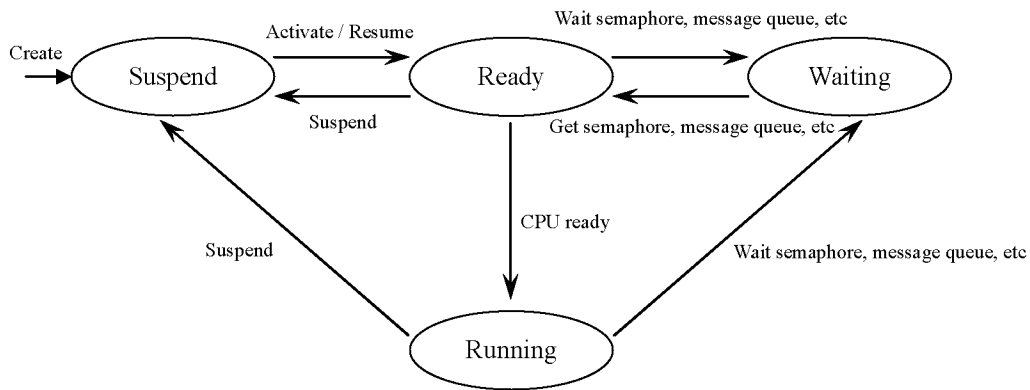 Create
Suspend
Activate / Resume
Suspend
Ready
Wait semaphore, message queue, etc
Get semaphore, message queue, etc
Waiting
CPU ready
Suspend
Wait semaphore, message queue, etc
Running